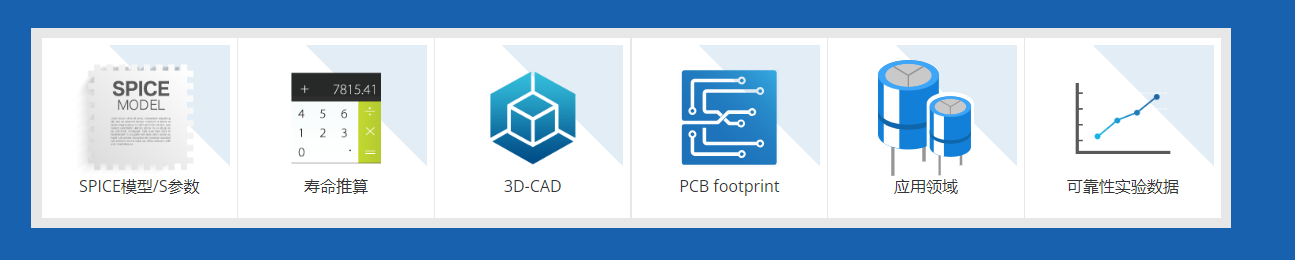 SPICE
MODEL
SPICE模型/S参数
+ 7815.41
4 5 6 ÷
1 2 3 ×
0 · =
寿命推算
3D-CAD
PCB footprint
应用领域
可靠性实验数据